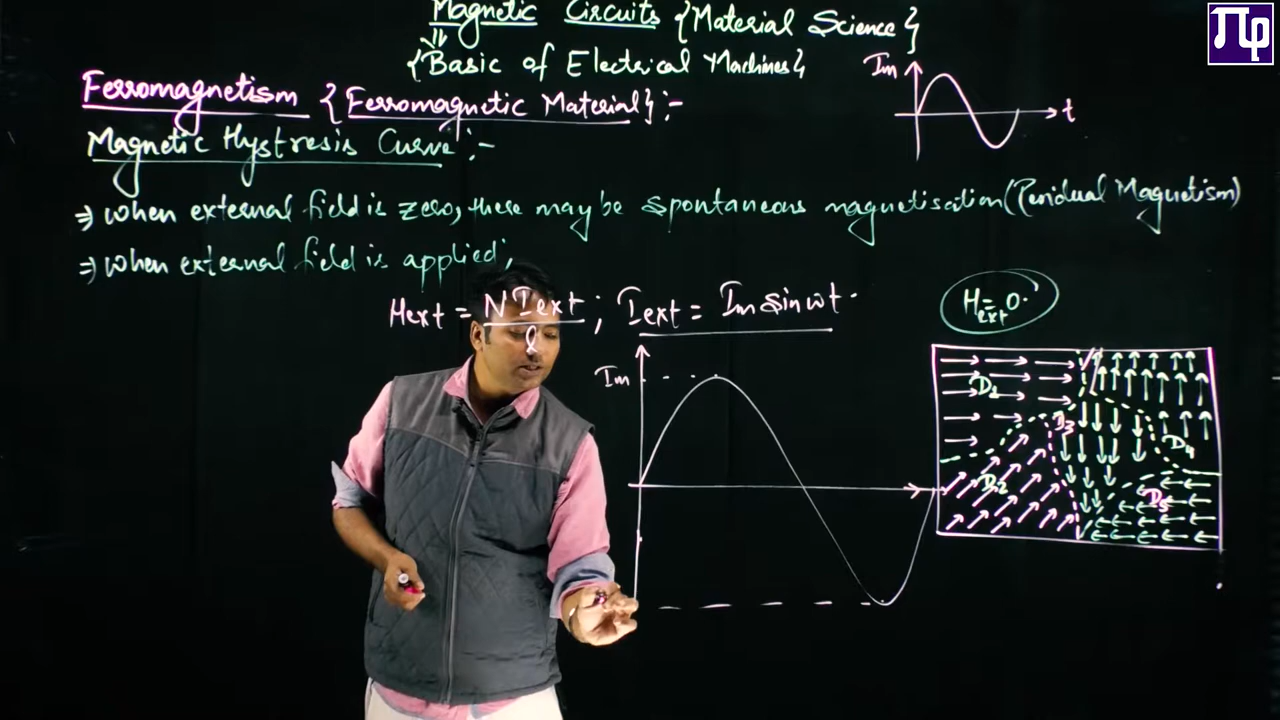 Magnetic Circuits {Material Science}
{Basic of Electrical Machines}
Πφ
Im
t
Ferromagnetism {Ferromagnetic Material} :-
Magnetic Hystresis Curve :-
⇒ When external field is zero, there may be spontaneous magnetisation (Residual Magnetism)
⇒ When external field is applied ;
Hext = NIext / l ; Iext = Im sin ωt.
Hext = 0.
Im
D1
D2
D3
D4
D5